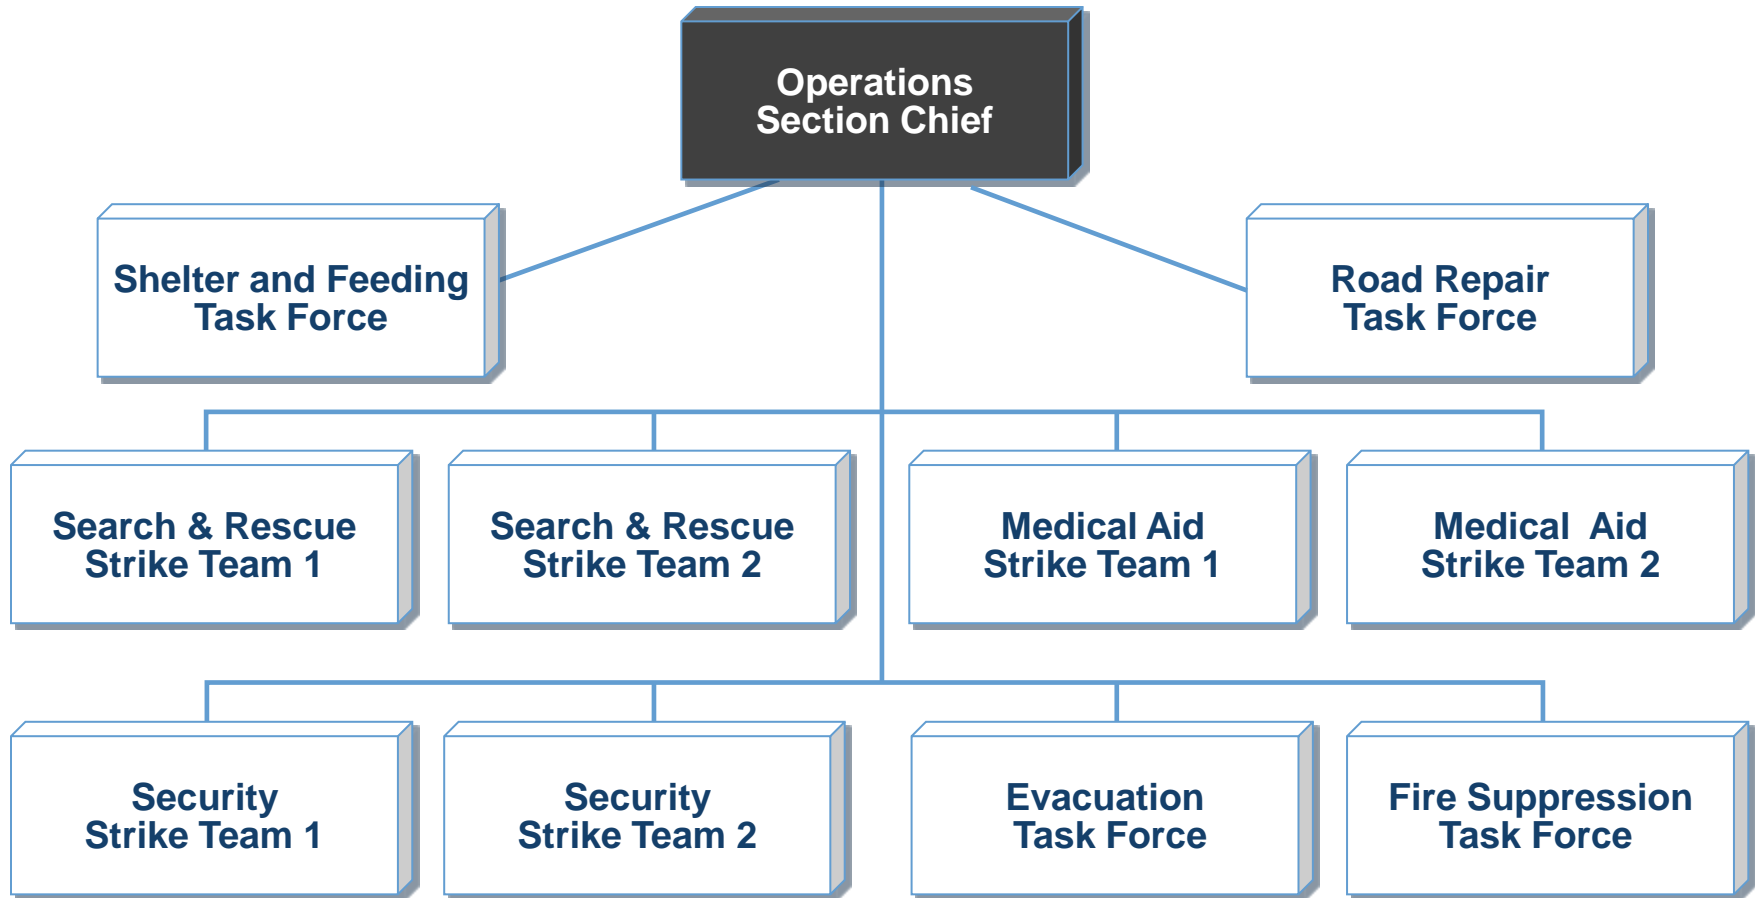 Operations
Section Chief
Shelter and Feeding
Task Force
Road Repair
Task Force
Search & Rescue
Strike Team 1
Search & Rescue
Strike Team 2
Medical Aid
Strike Team 1
Medical  Aid
Strike Team 2
Security
Strike Team 1
Security
Strike Team 2
Evacuation
Task Force
Fire Suppression
Task Force